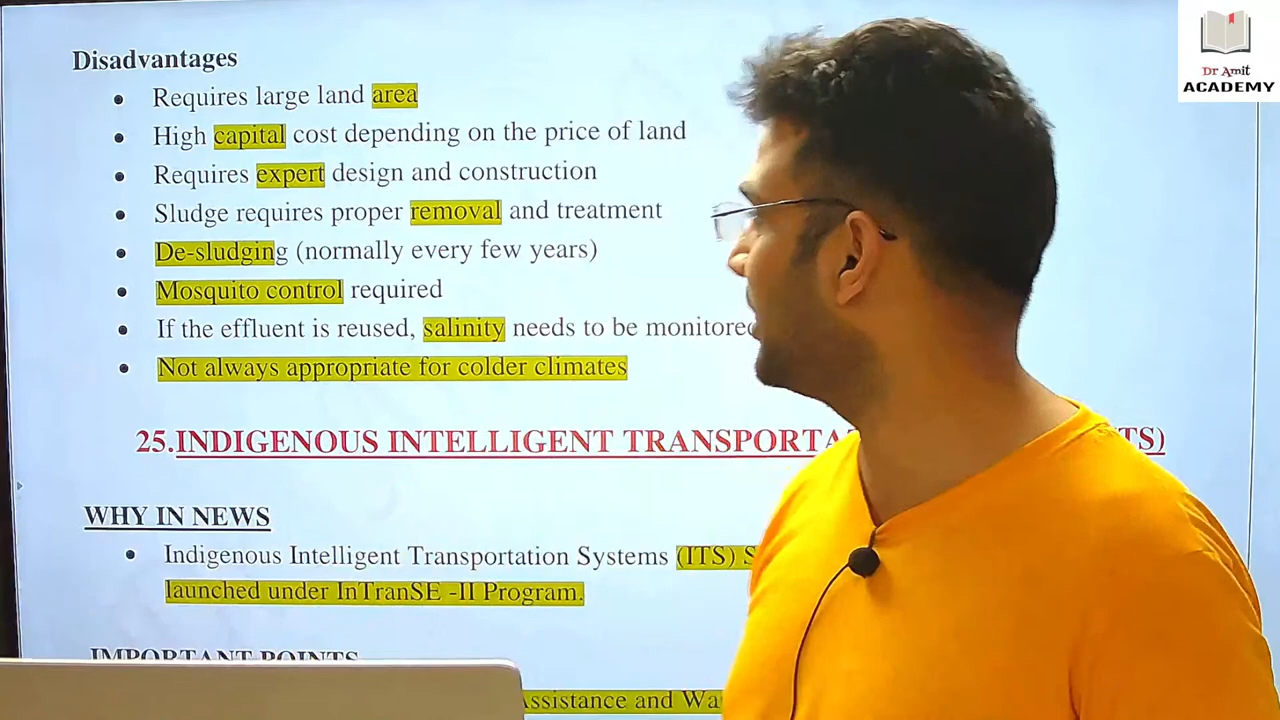 Dr Amit
ACADEMY
Disadvantages
• Requires large land area
• High capital cost depending on the price of land
• Requires expert design and construction
• Sludge requires proper removal and treatment
• De-sludging (normally every few years)
• Mosquito control required
• If the effluent is reused, salinity needs to be monitored
• Not always appropriate for colder climates
25.INDIGENOUS INTELLIGENT TS)
WHY IN NEWS
• Indigenous Intelligent Transportation Systems (ITS)
launched under InTranSE -II Program.
IMPORTANT POINTS
Assistance and